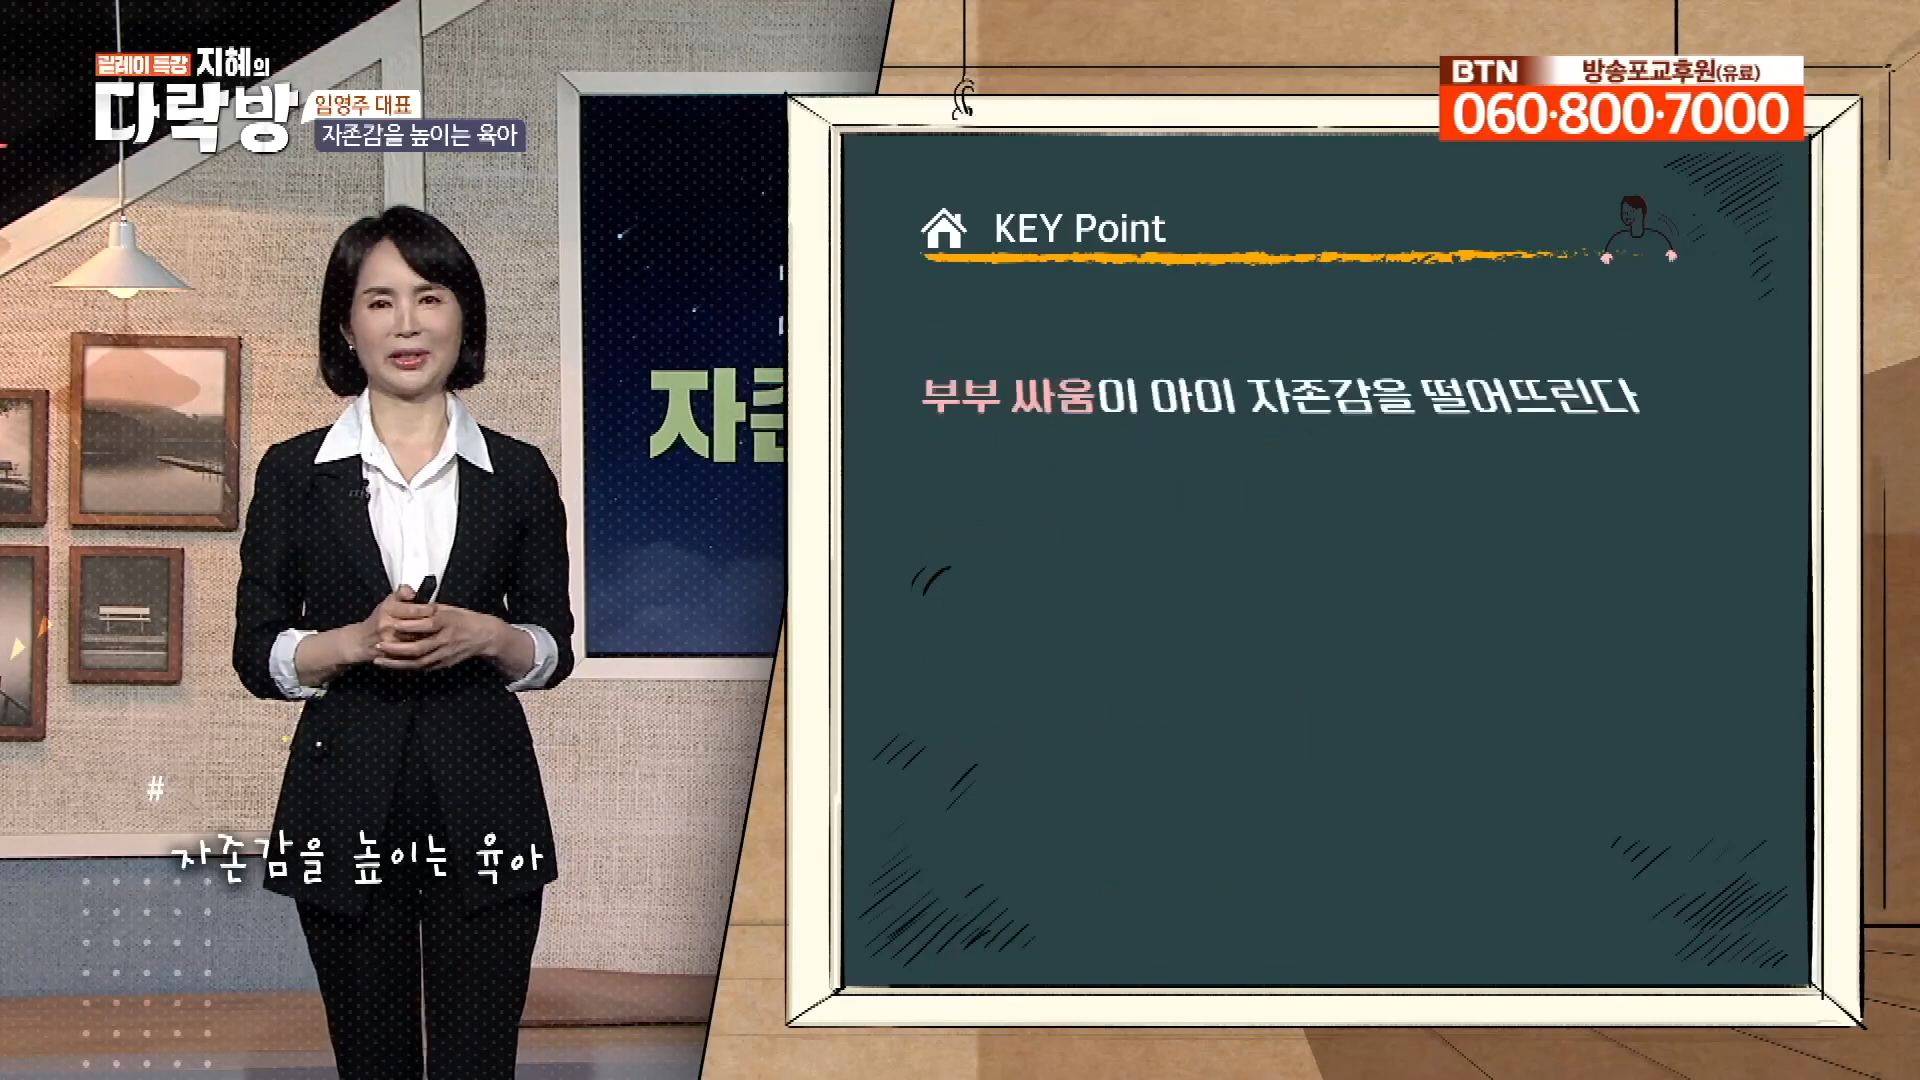 릴레이 특강 지혜의
다락방
임영주 대표
자존감을 높이는 육아
BTN 방송포교후원(유료)
060·800·7000
KEY Point
부부 싸움이 아이 자존감을 떨어뜨린다
#
자존감을 높이는 육아